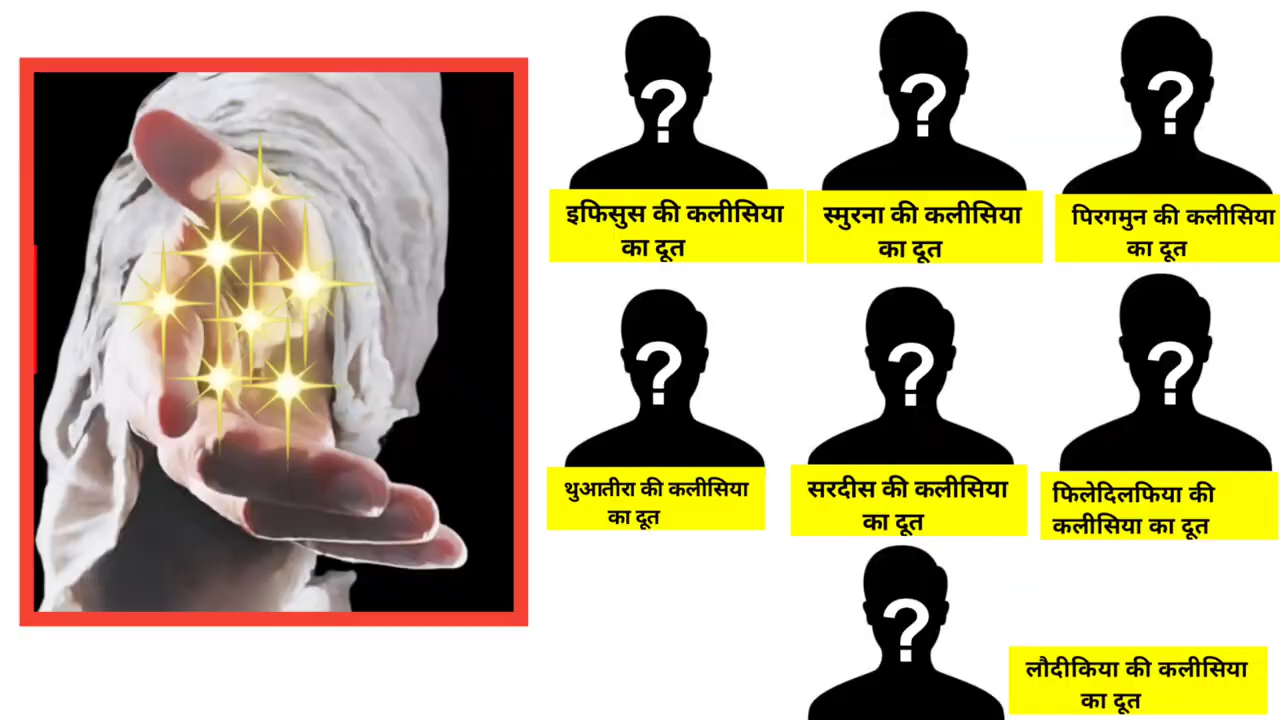 ?
?
?
इफिसुस की कलीसिया
का दूत
स्मुरना की कलीसिया
का दूत
पिरगमुन की कलीसिया
का दूत
?
?
?
थुआतीरा की कलीसिया
का दूत
सरदीस की कलीसिया
का दूत
फिलेदिलफिया की
कलीसिया का दूत
?
लौदीकिया की कलीसिया
का दूत